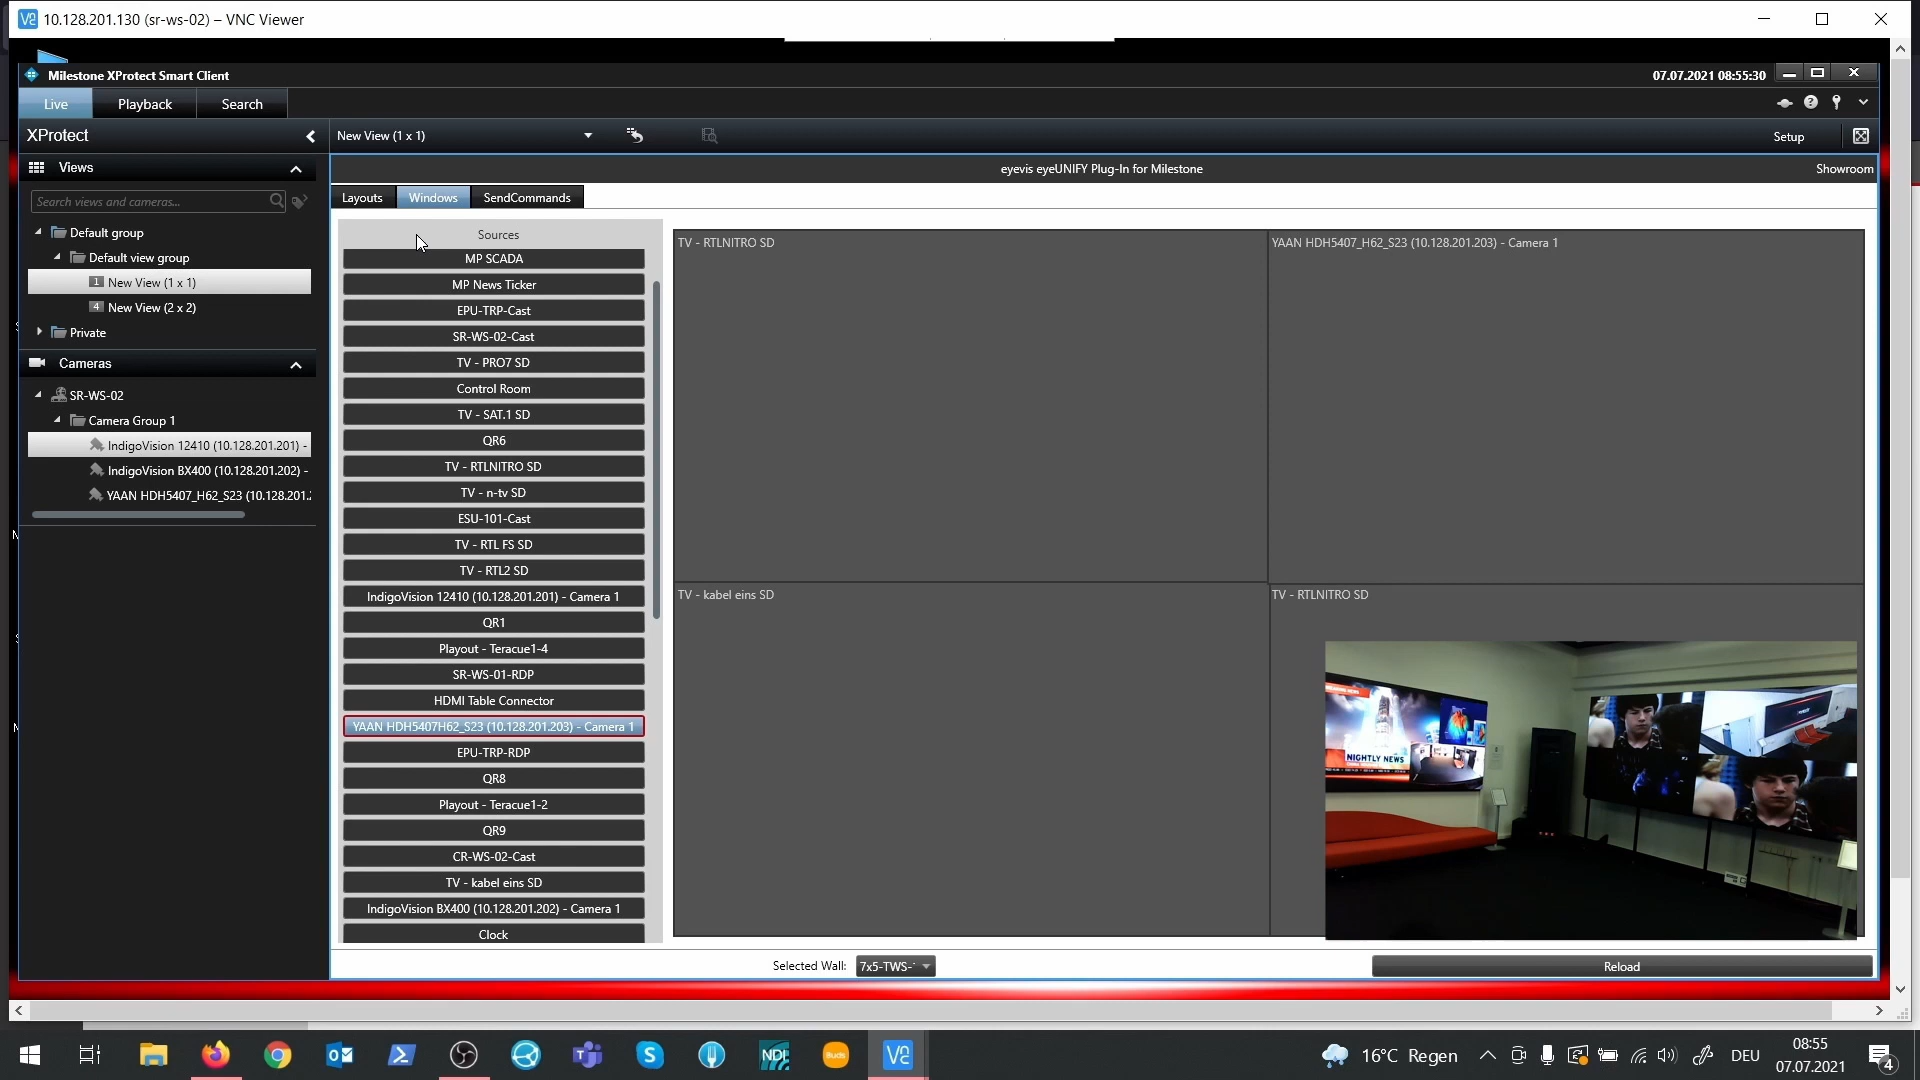 10.128.201.130 (sr-ws-02) – VNC Viewer
Milestone XProtect Smart Client
07.07.2021 08:55:30
Live
Playback
Search
XProtect
New View (1 x 1)
Setup
Views
eyevis eyeUNIFY Plug-In for Milestone
Showroom
Search views and cameras...
Layouts
Windows
SendCommands
Default group
Default view group
1 New View (1 x 1)
4 New View (2 x 2)
Private
Cameras
SR-WS-02
Camera Group 1
IndigoVision 12410 (10.128.201.201) -
IndigoVision BX400 (10.128.201.202) -
YAAN HDH5407_H62_S23 (10.128.201.
Sources
MP SCADA
MP News Ticker
EPU-TRP-Cast
SR-WS-02-Cast
TV - PRO7 SD
Control Room
TV - SAT.1 SD
QR6
TV - RTLNITRO SD
TV - n-tv SD
ESU-101-Cast
TV - RTL FS SD
TV - RTL2 SD
IndigoVision 12410 (10.128.201.201) - Camera 1
QR1
Playout - Teracue1-4
SR-WS-01-RDP
HDMI Table Connector
YAAN HDH5407H62_S23 (10.128.201.203) - Camera 1
EPU-TRP-RDP
QR8
Playout - Teracue1-2
QR9
CR-WS-02-Cast
TV - kabel eins SD
IndigoVision BX400 (10.128.201.202) - Camera 1
Clock
TV - RTLNITRO SD
YAAN HDH5407_H62_S23 (10.128.201.203) - Camera 1
TV - kabel eins SD
TV - RTLNITRO SD
NIGHTLY NEWS
Selected Wall:
7x5-TWS-
Reload
16°C Regen
DEU
08:55
07.07.2021
4